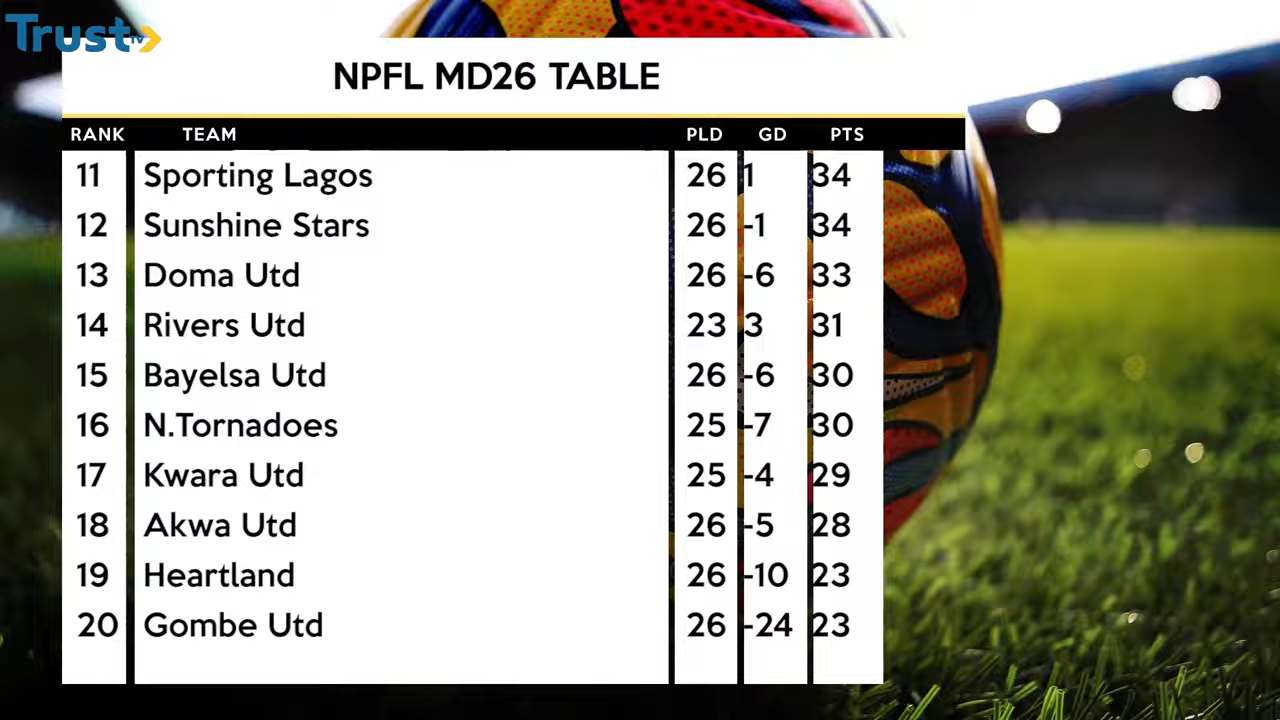 Trust TV
NPFL MD26 TABLE
RANK TEAM PLD GD PTS
11 Sporting Lagos 26 1 34
12 Sunshine Stars 26 -1 34
13 Doma Utd 26 -6 33
14 Rivers Utd 23 3 31
15 Bayelsa Utd 26 -6 30
16 N.Tornadoes 25 -7 30
17 Kwara Utd 25 -4 29
18 Akwa Utd 26 -5 28
19 Heartland 26 -10 23
20 Gombe Utd 26 -24 23